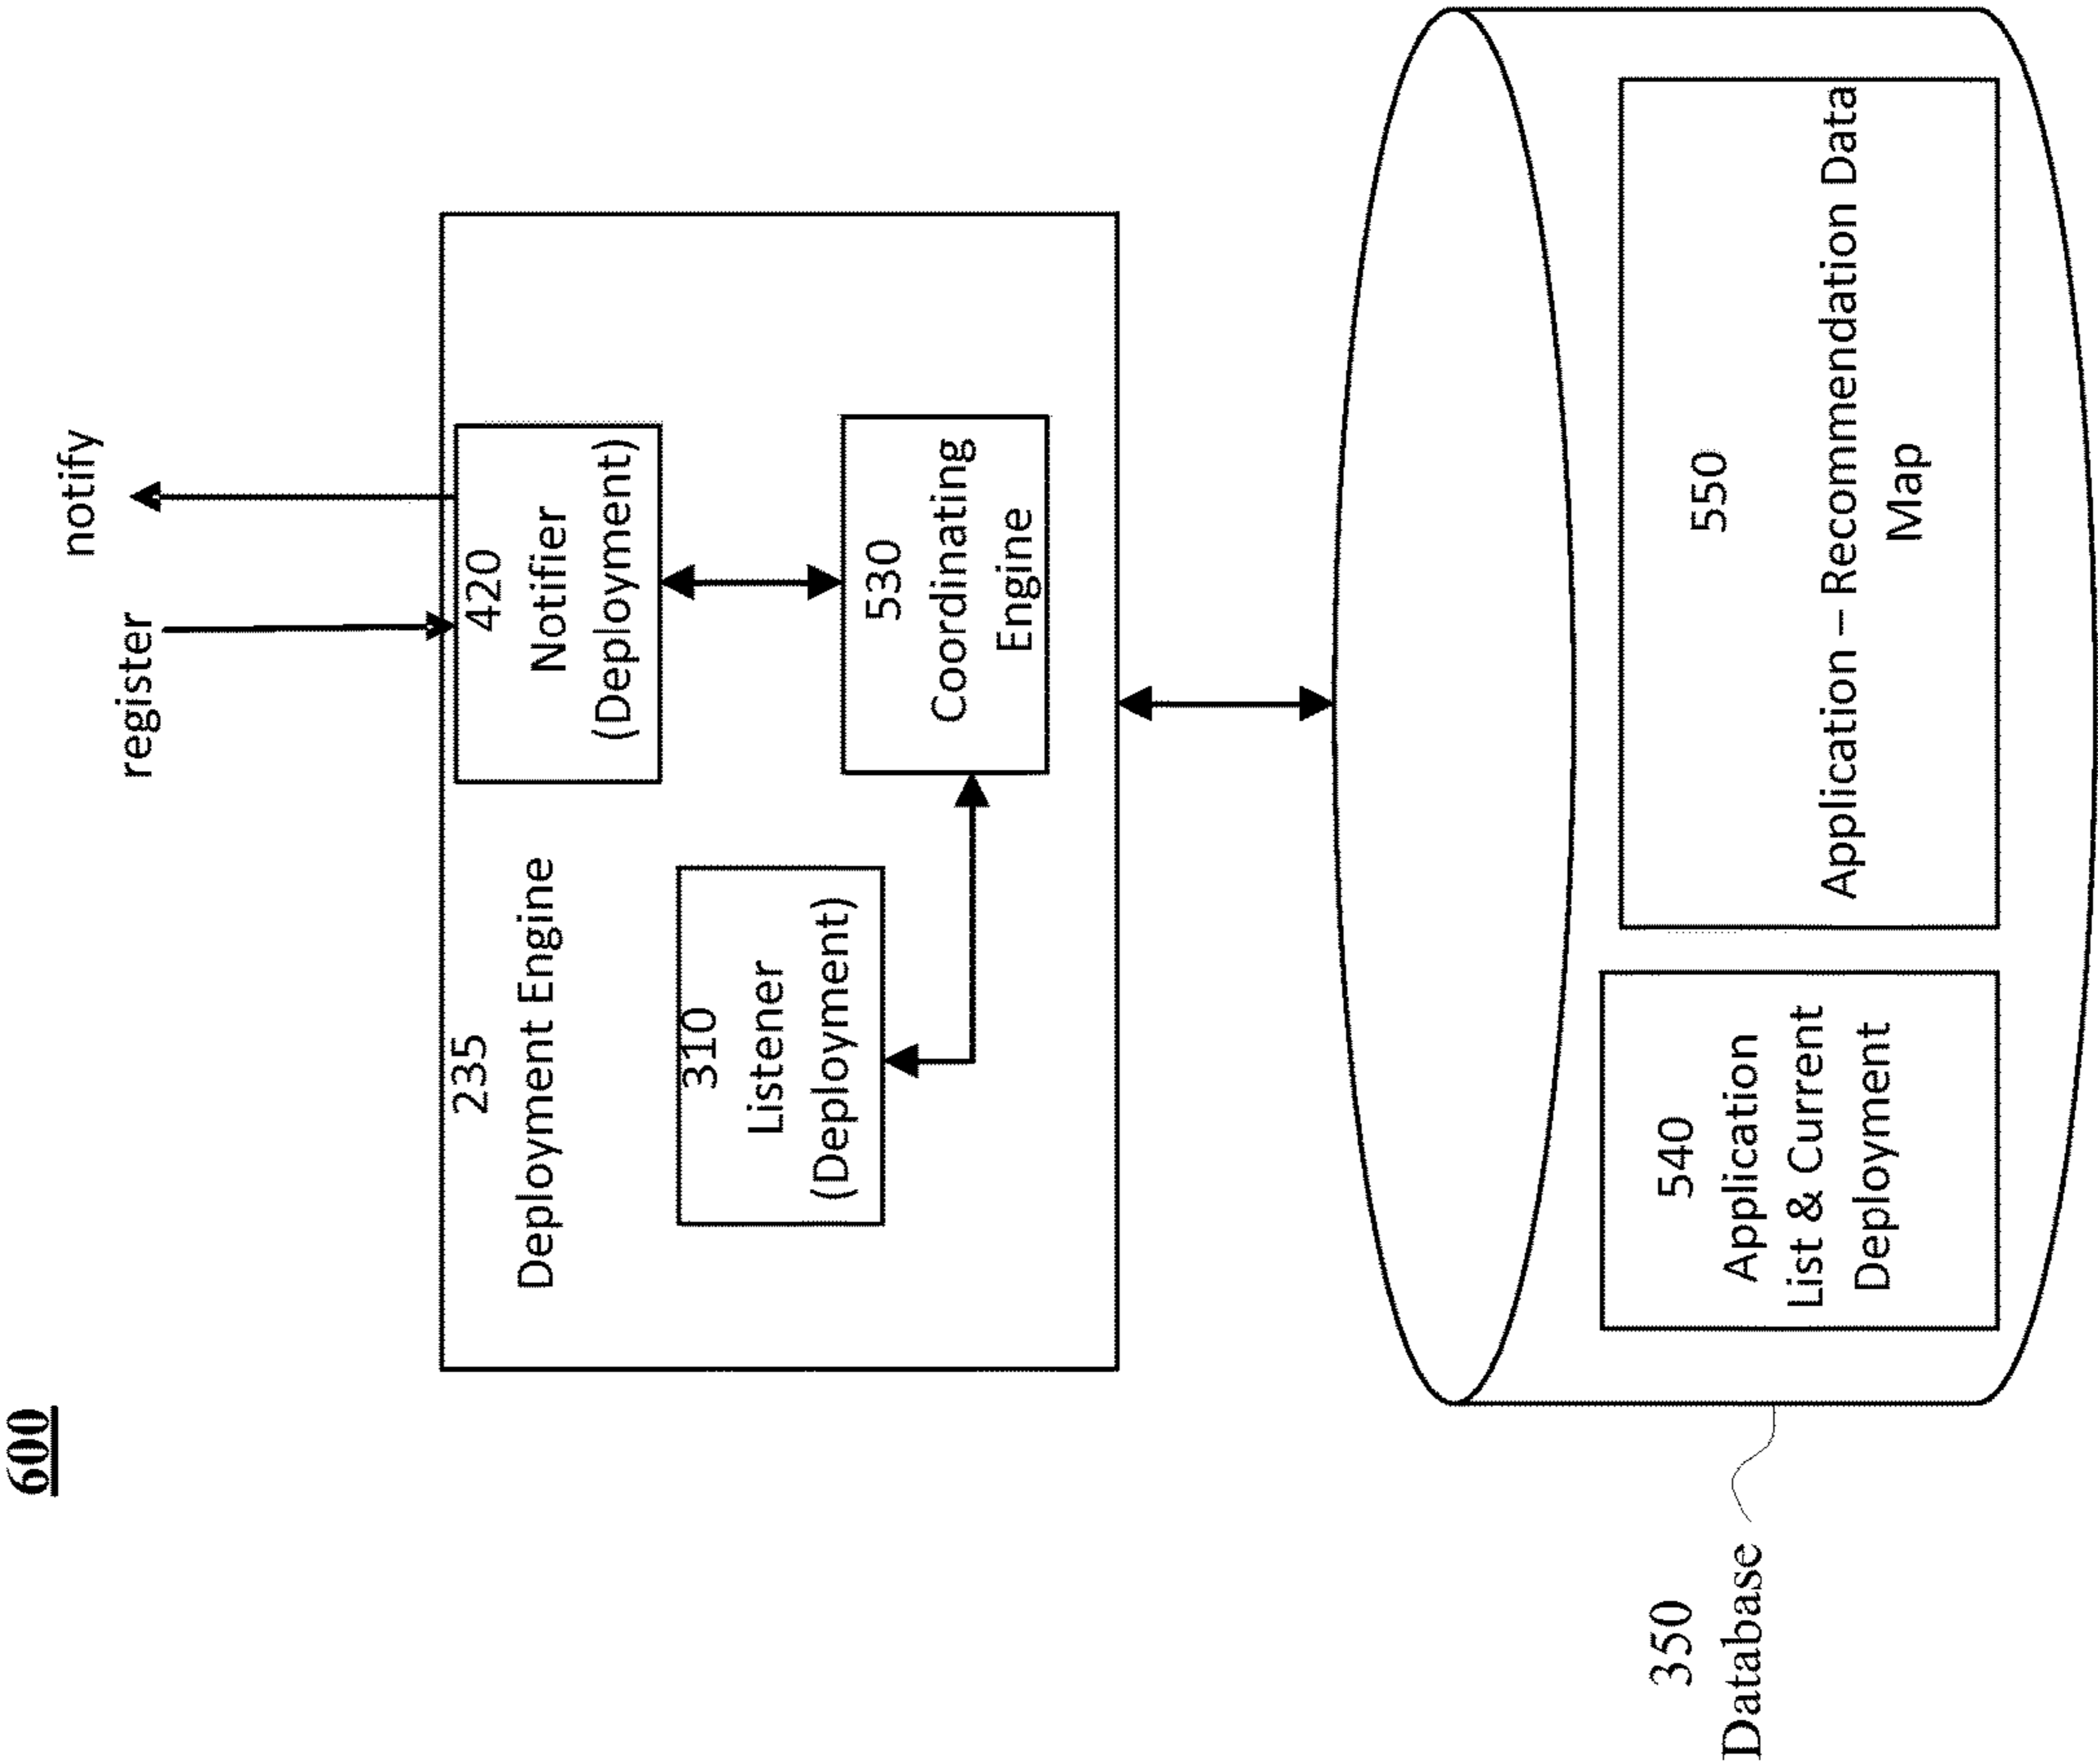 600
register
notify
235
Deployment Engine
420
Notifier
(Deployment)
310
Listener
(Deployment)
530
Coordinating
Engine
350
Database
540
Application
List & Current
Deployment
550
Application – Recommendation Data
Map